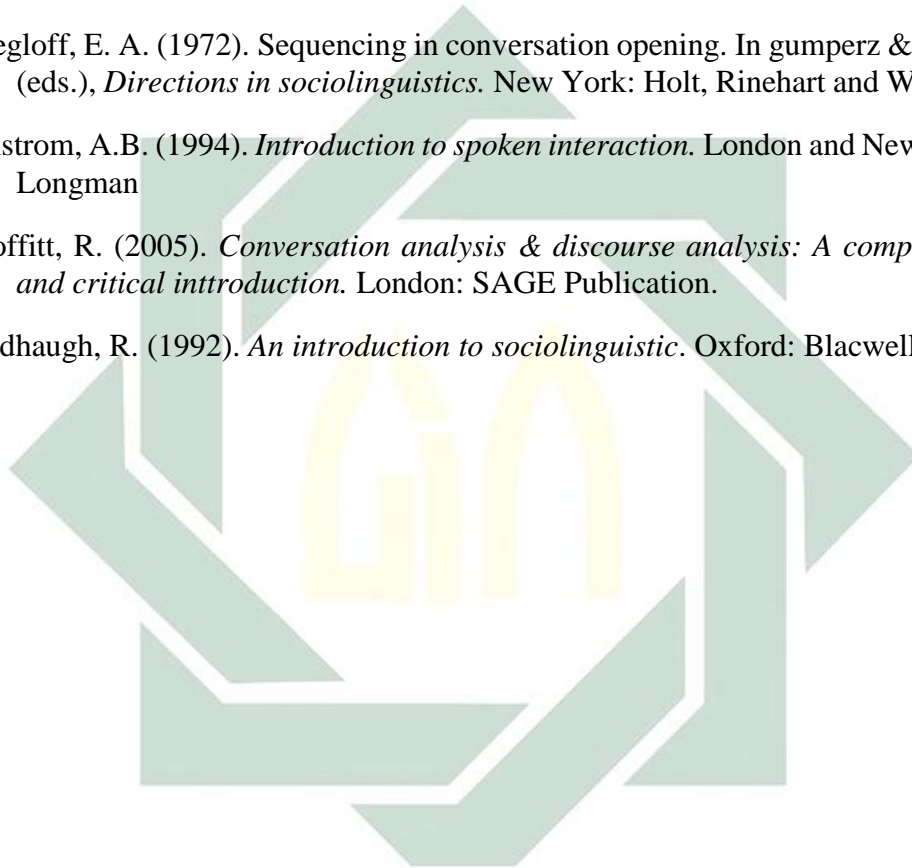 egloff, E. A. (1972). Sequencing in conversation opening. In gumperz &
(eds.), Directions in sociolinguistics. New York: Holt, Rinehart and W
strom, A.B. (1994). Introduction to spoken interaction. London and New
Longman
offitt, R. (2005). Conversation analysis & discourse analysis: A comp
and critical inttroduction. London: SAGE Publication.
dhaugh, R. (1992). An introduction to sociolinguistic. Oxford: Blacwell